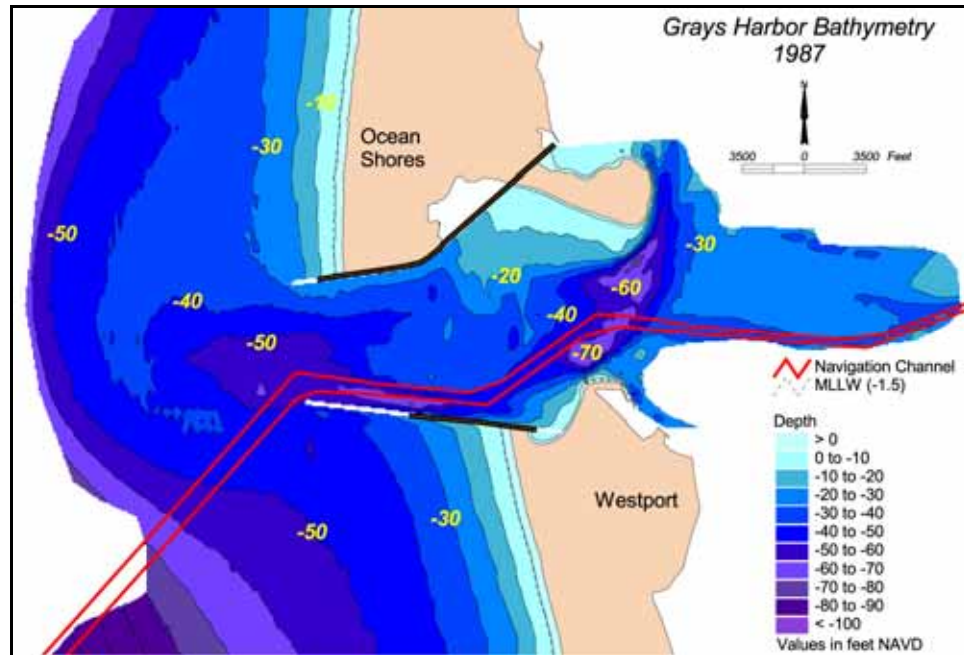 Grays Harbor Bathymetry
1987
N
3500 0 3500 Feet
-10
Ocean
Shores
-30
-30
-50
-20
-60
-40
-40
-50
-70
Navigation Channel
MLLW (-1.5)
Depth
> 0
0 to -10
-10 to -20
-20 to -30
-30 to -40
-40 to -50
-50 to -60
-60 to -70
-70 to -80
-80 to -90
< -100
Values in feet NAVD
Westport
-50
-30